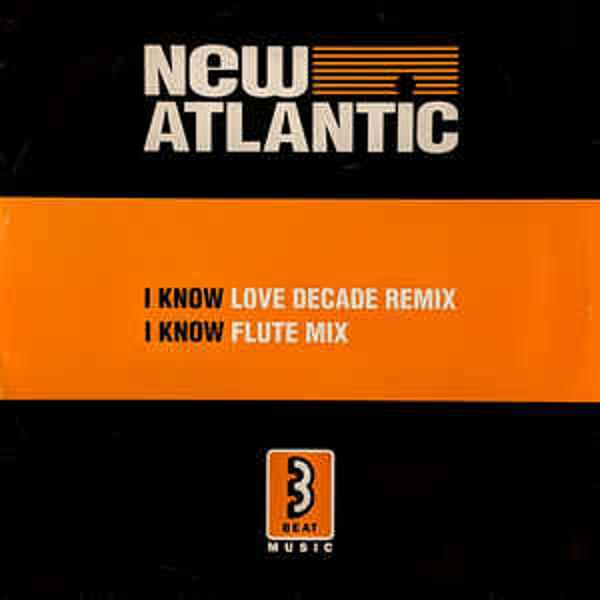 NEW
ATLANTIC
I KNOW LOVE DECADE REMIX
I KNOW FLUTE MIX
3
BEAT
MUSIC